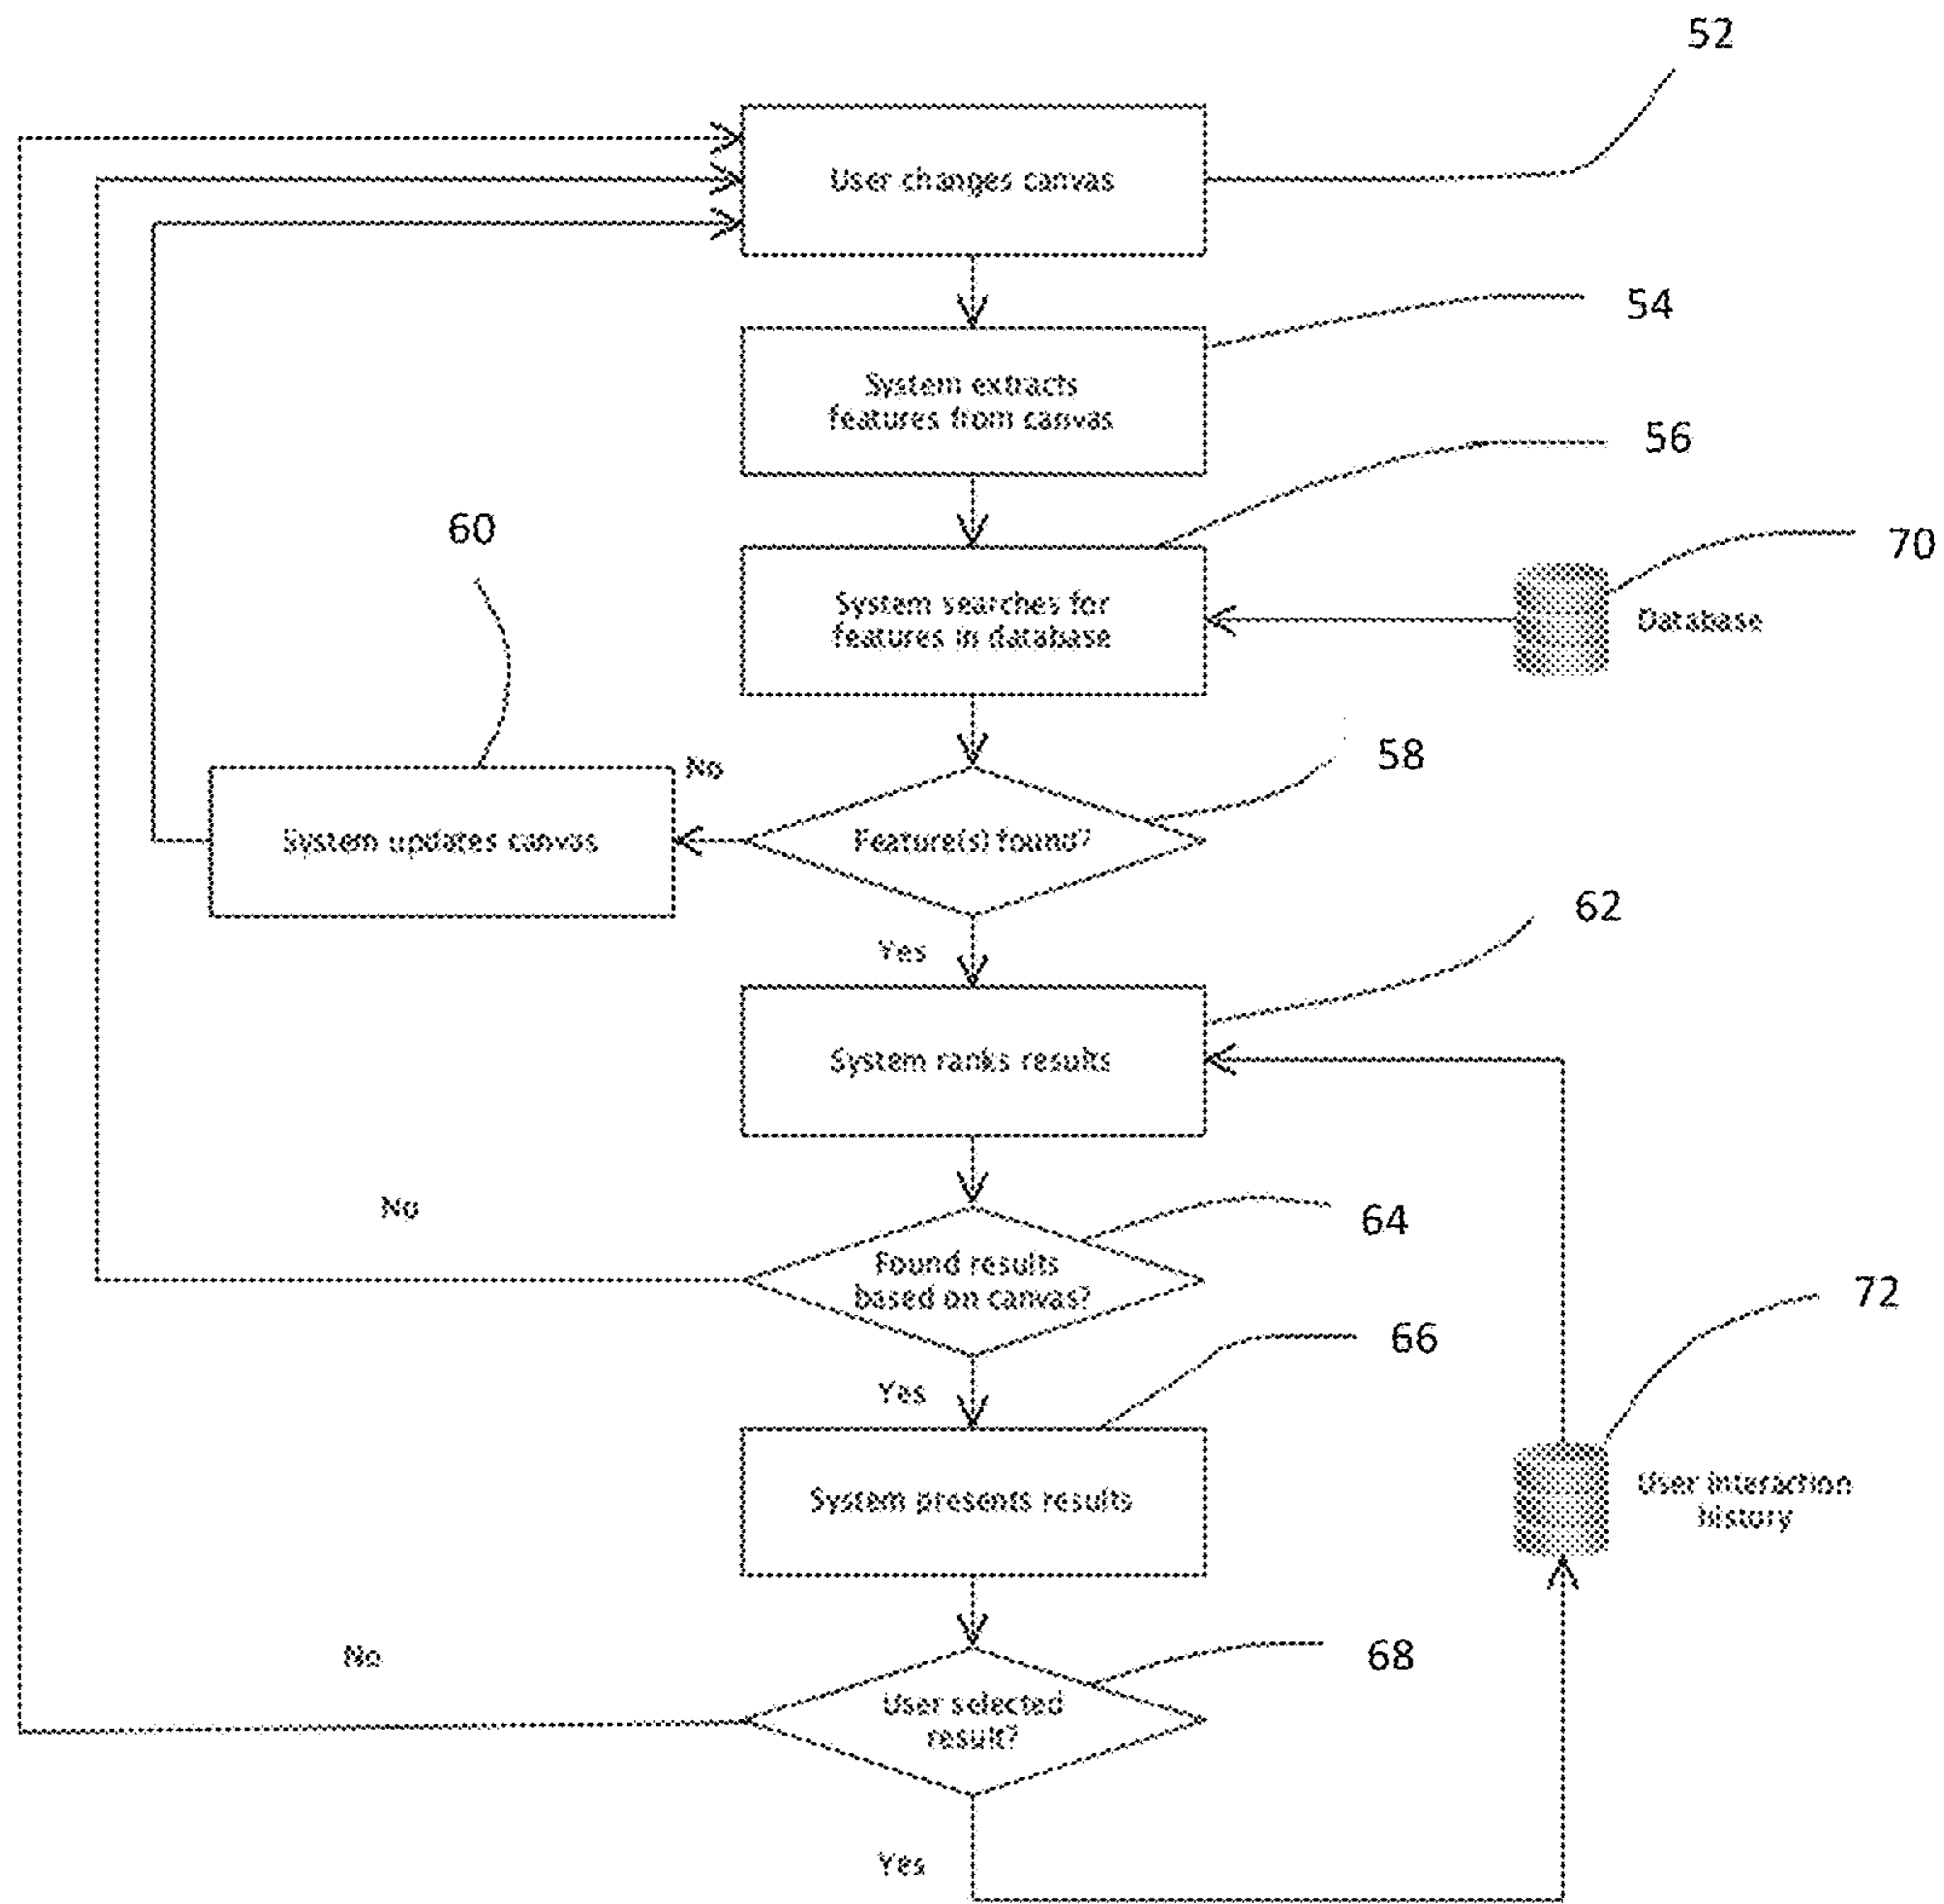 52
User changes canvas
54
System extracts
features from canvas
56
60
70
System searches for
features in database
Database
58
No
System updates canvas
Feature(s) found?
62
Yes
System ranks results
No
64
Found results
based on canvas?
72
66
Yes
System presents results
User interaction
history
No
68
User selected
result?
Yes